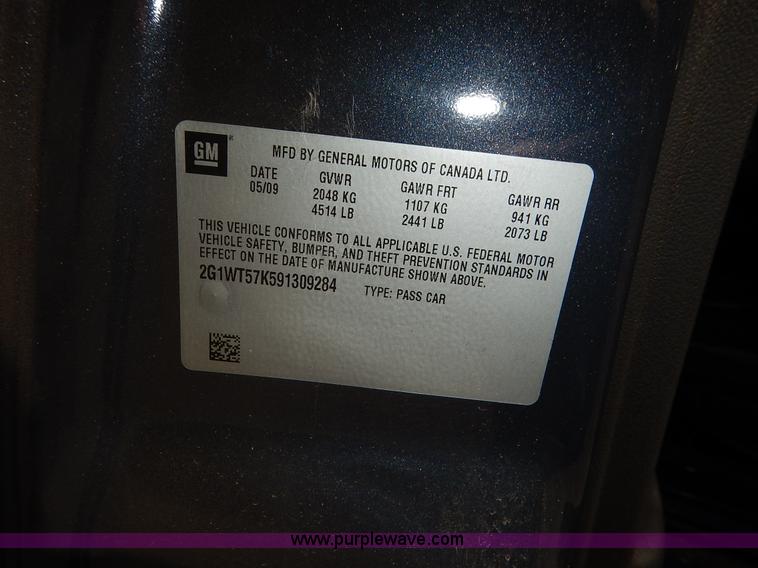 GM
MFD BY GENERAL MOTORS OF CANADA LTD.
DATE GVWR GAWR FRT GAWR RR
05/09 2048 KG 1107 KG 941 KG
4514 LB 2441 LB 2073 LB
THIS VEHICLE CONFORMS TO ALL APPLICABLE U.S. FEDERAL MOTOR
VEHICLE SAFETY, BUMPER, AND THEFT PREVENTION STANDARDS IN
EFFECT ON THE DATE OF MANUFACTURE SHOWN ABOVE.
2G1WT57K591309284 TYPE: PASS CAR
www.purplewave.com